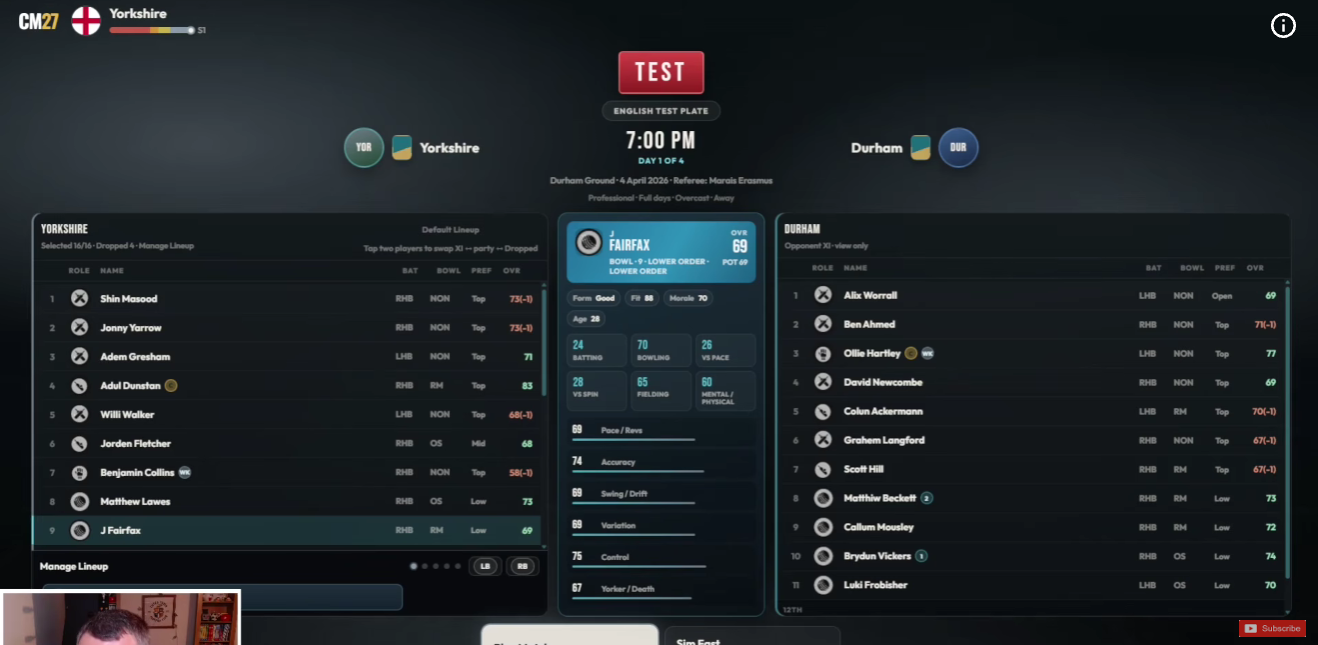 CM27
Yorkshire
S1
TEST
ENGLISH TEST PLATE
YOR
Yorkshire
7:00 PM
DAY 1 OF 4
Durham
DUR
Durham Ground · 4 April 2026 · Referee: Marais Erasmus
Professional · Full days · Overcast · Away
YORKSHIRE
Default Lineup
Selected 16/16 · Dropped 4 · Manage Lineup
Tap two players to swap XI ↔ party ↔ Dropped
ROLE NAME BAT BOWL PREF OVR
1 Shin Masood RHB NON Top 73(-1)
2 Jonny Yarrow RHB NON Top 73(-1)
3 Adem Gresham LHB NON Top 71
4 Adul Dunstan RHB RM Top 83
5 Willi Walker LHB NON Top 68(-1)
6 Jorden Fletcher RHB OS Mid 68
7 Benjamin Collins WK RHB NON Top 58(-1)
8 Matthew Lawes RHB OS Low 73
9 J Fairfax RHB RM Low 69
Manage Lineup
LB
RB
J
FAIRFAX
BOWL · 9 · LOWER ORDER ·
LOWER ORDER
OVR
69
POT 69
Form Good
Fit 88
Morale 70
Age 28
24
BATTING
70
BOWLING
26
VS PACE
28
VS SPIN
65
FIELDING
60
MENTAL /
PHYSICAL
69 Pace / Revs
74 Accuracy
69 Swing / Drift
69 Variation
75 Control
67 Yorker / Death
DURHAM
Opponent XI · view only
ROLE NAME BAT BOWL PREF OVR
1 Alix Worrall LHB NON Open 69
2 Ben Ahmed RHB NON Top 71(-1)
3 Ollie Hartley WK RHB NON Top 77
4 David Newcombe RHB NON Top 69
5 Colun Ackermann LHB RM Top 70(-1)
6 Grahem Langford RHB NON Top 67(-1)
7 Scott Hill RHB RM Top 67(-1)
8 Matthiw Beckett 2 RHB RM Low 73
9 Callum Mousley RHB RM Low 72
10 Brydun Vickers 1 RHB OS Low 74
11 Luki Frobisher LHB OS Low 70
12TH
Sim Fast
Subscribe